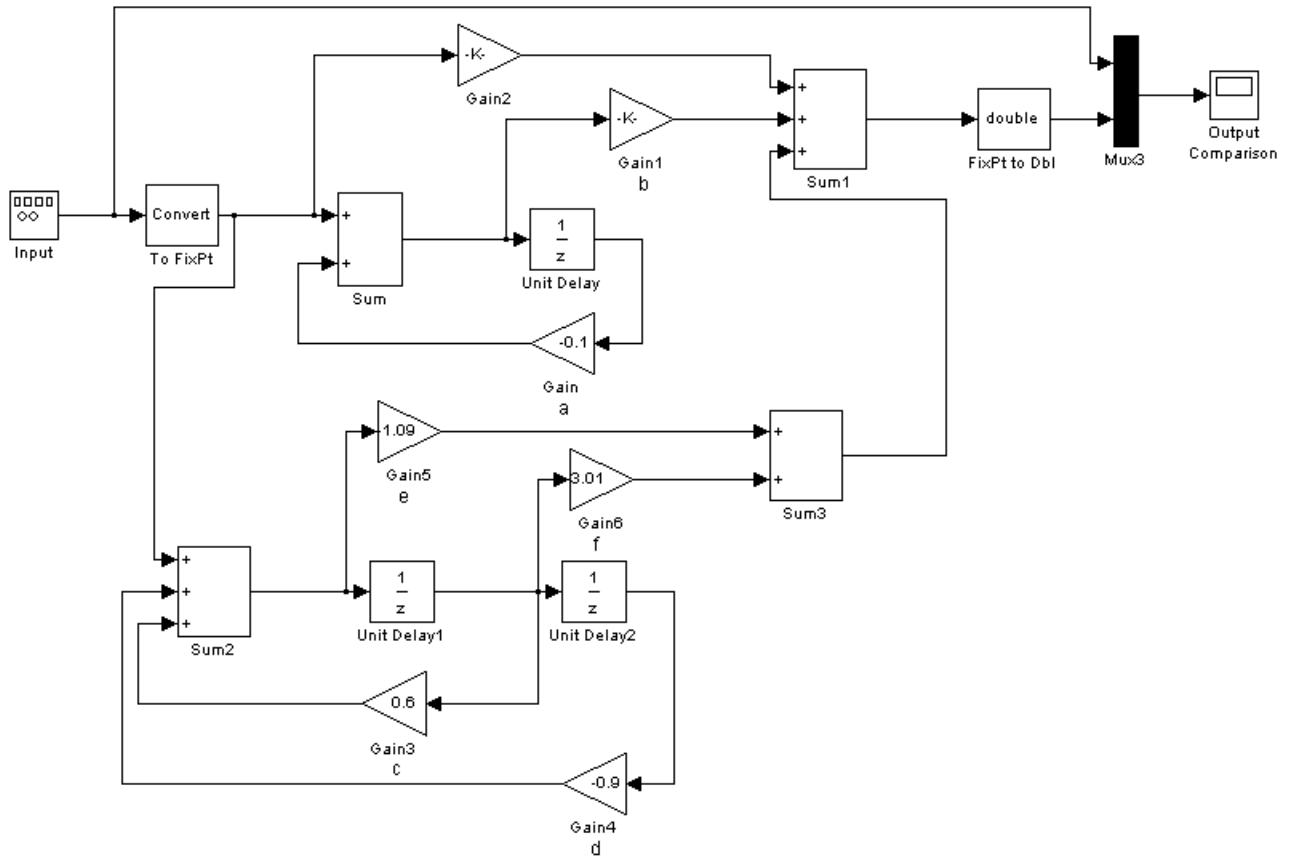 -K-
Gain2
-K-
Gain1
b
+
+
+
Sum1
double
FixPt to Dbl
Mux3
Output
Comparison
Input
Convert
To FixPt
+
+
Sum
1
z
Unit Delay
-0.1
Gain
a
1.09
Gain5
e
3.01
Gain6
f
+
+
Sum3
+
+
+
Sum2
1
z
Unit Delay1
1
z
Unit Delay2
0.6
Gain3
c
-0.9
Gain4
d